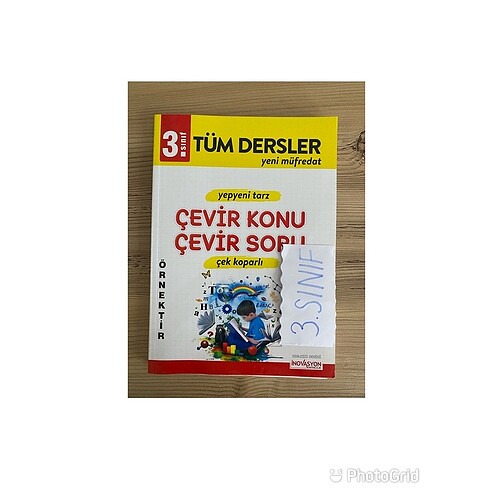 3.
sınıf
TÜM DERSLER
yeni müfredat
yepyeni tarz
ÇEVİR KONU
ÇEVİR SORU
çek koparlı
ÖRNEKTİR
3.SINIF
İNOVASYON
PhotoGrid